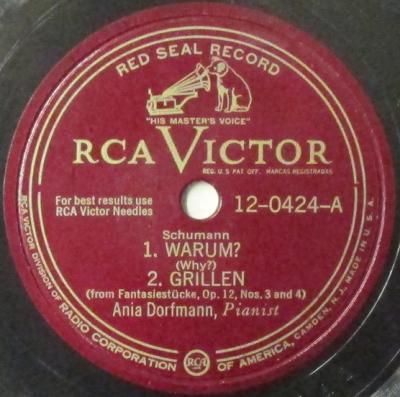 RED SEAL RECORD
"HIS MASTER'S VOICE"
RCA VICTOR
REG. U.S. PAT. OFF. MARCAS REGISTRADAS
For best results use
RCA Victor Needles
12-0424-A
Schumann
1. WARUM?
(Why?)
2. GRILLEN
(from Fantasiestücke, Op. 12, Nos. 3 and 4)
Ania Dorfmann, Pianist
RCA VICTOR DIVISION OF RADIO CORPORATION OF AMERICA, CAMDEN, N.J. MADE IN U.S.A.
RCA